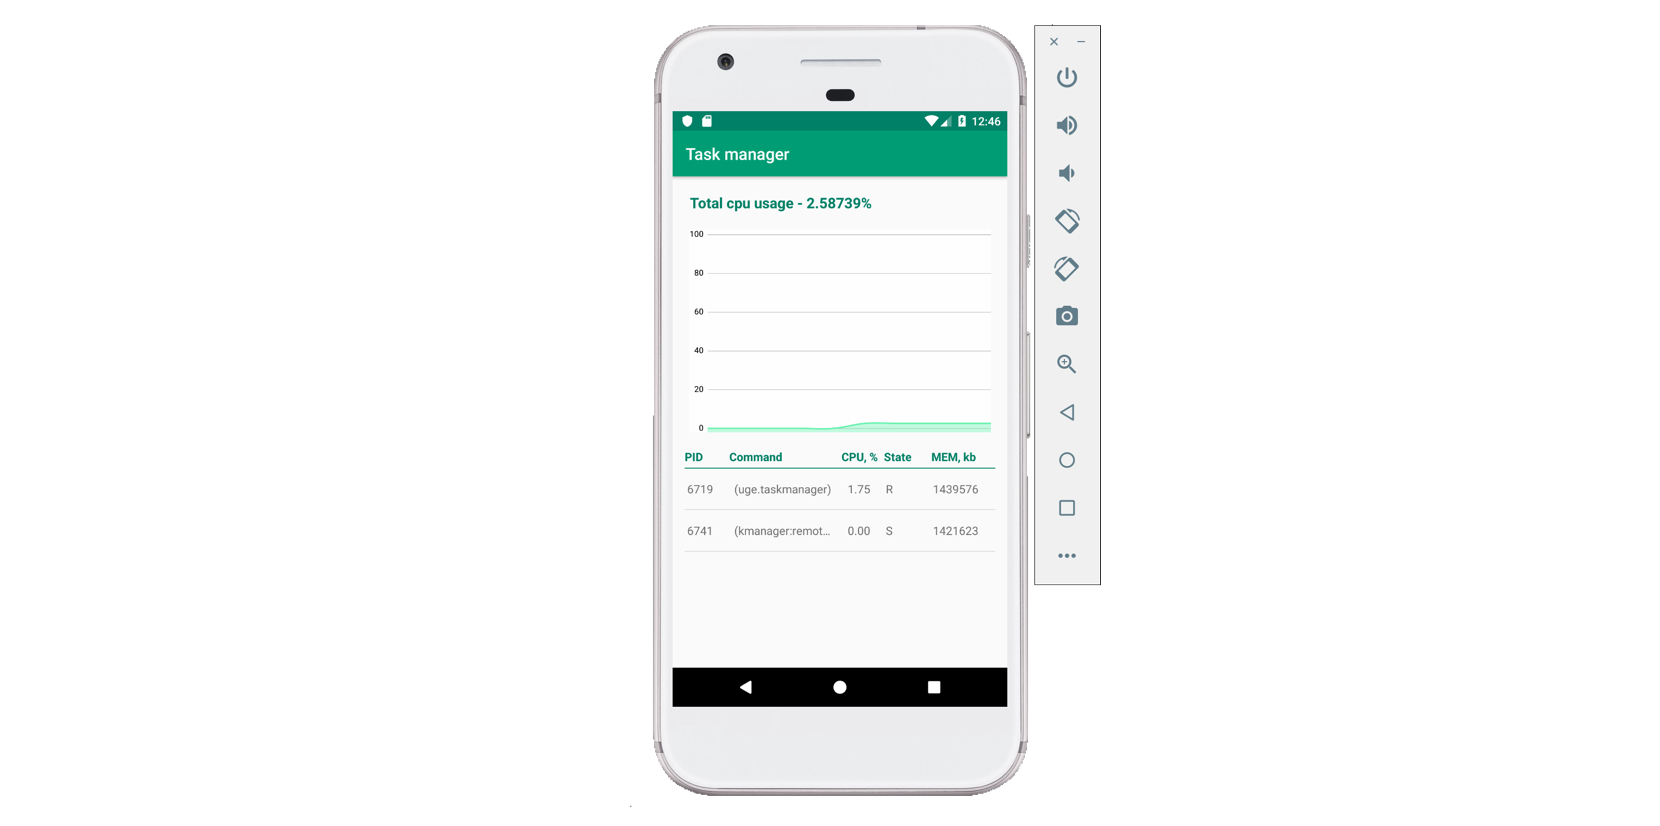 12:46
Task manager
Total cpu usage - 2.58739%
100
80
60
40
20
0
PID Command CPU, % State MEM, kb
6719 (uge.taskmanager) 1.75 R 1439576
6741 (kmanager:remot... 0.00 S 1421623